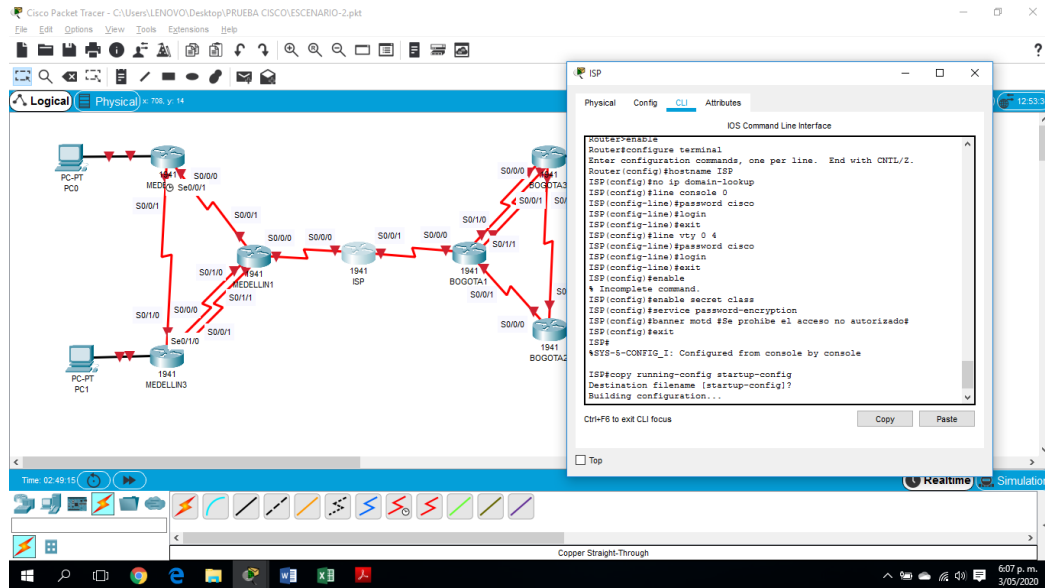 Cisco Packet Tracer - C:\Users\LENOVO\Desktop\PRUEBA CISCO\ESCENARIO-2.pkt
File Edit Options View Tools Extensions Help
?
Logical Physical x: 708, y: 14
12:53:3
PC-PT
PC0
S0/0/0
Se0/0/1
S0/0/1
S0/0/1
S0/0/0
S0/0/0
1941
MEDELLIN1
1941
ISP
S0/0/1
S0/0/0
1941
BOGOTA1
S0/1/0
S0/1/1
S0/0/1
S0/0/0
S0/0/1
BOGOTA3
S0/0/0
1941
BOGOTA2
S0/1/0
S0/1/1
S0/1/0
S0/0/0
S0/0/1
Se0/1/0
1941
MEDELLIN3
PC-PT
PC1
ISP
Physical Config CLI Attributes
IOS Command Line Interface
Router>enable
Router#configure terminal
Enter configuration commands, one per line. End with CNTL/Z.
Router(config)#hostname ISP
ISP(config)#no ip domain-lookup
ISP(config)#line console 0
ISP(config-line)#password cisco
ISP(config-line)#login
ISP(config-line)#exit
ISP(config)#line vty 0 4
ISP(config-line)#password cisco
ISP(config-line)#login
ISP(config-line)#exit
ISP(config)#enable
% Incomplete command.
ISP(config)#enable secret class
ISP(config)#service password-encryption
ISP(config)#banner motd #Se prohibe el acceso no autorizado#
ISP(config)#exit
ISP#
%SYS-5-CONFIG_I: Configured from console by console
ISP#copy running-config startup-config
Destination filename [startup-config]?
Building configuration...
Ctrl+F6 to exit CLI focus
Copy Paste
Top
Time: 02:49:15
Realtime Simulation
Copper Straight-Through
6:07 p. m.
3/05/2020